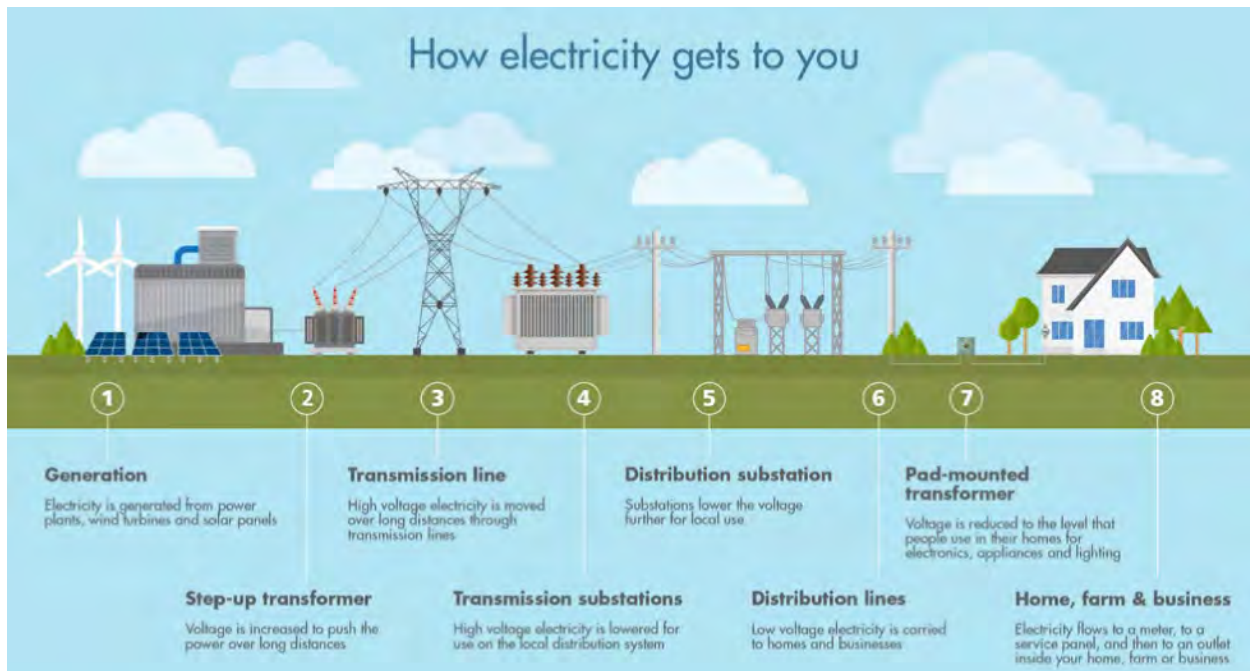 How electricity gets to you
1
2
3
4
5
6
7
8
Generation
Electricity is generated from power
plants, wind turbines and solar panels
Step-up transformer
Voltage is increased to push the
power over long distances
Transmission line
High voltage electricity is moved
over long distances through
transmission lines
Transmission substations
High voltage electricity is lowered for
use on the local distribution system
Distribution substation
Substations lower the voltage
further for local use
Distribution lines
Low voltage electricity is carried
to homes and businesses
Pad-mounted
transformer
Voltage is reduced to the level that
people use in their homes for
electronics, appliances and lighting
Home, farm & business
Electricity flows to a meter, to a
service panel, and then to an outlet
inside your home, farm or business